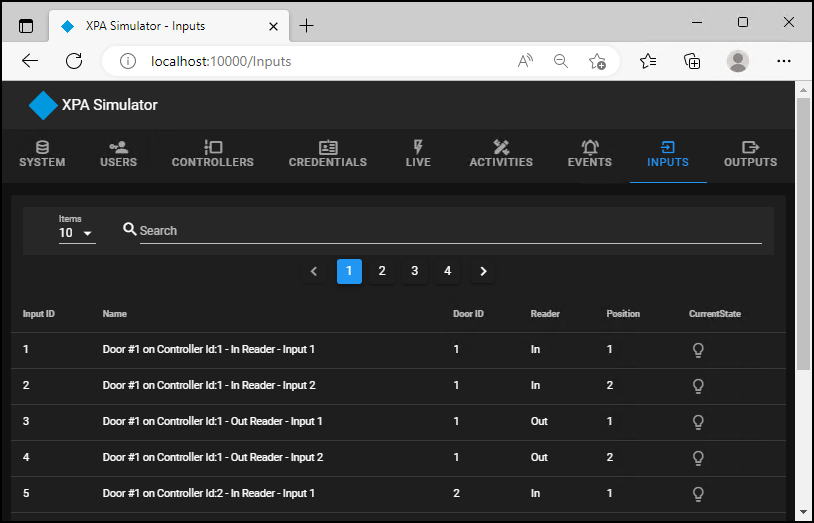 XPA Simulator - Inputs
localhost:10000/Inputs
XPA Simulator
SYSTEM USERS CONTROLLERS CREDENTIALS LIVE ACTIVITIES EVENTS INPUTS OUTPUTS
Items
10 Search
1 2 3 4
Input ID Name Door ID Reader Position CurrentState
1 Door #1 on Controller Id:1 - In Reader - Input 1 1 In 1
2 Door #1 on Controller Id:1 - In Reader - Input 2 1 In 2
3 Door #1 on Controller Id:1 - Out Reader - Input 1 1 Out 1
4 Door #1 on Controller Id:1 - Out Reader - Input 2 1 Out 2
5 Door #1 on Controller Id:2 - In Reader - Input 1 2 In 1